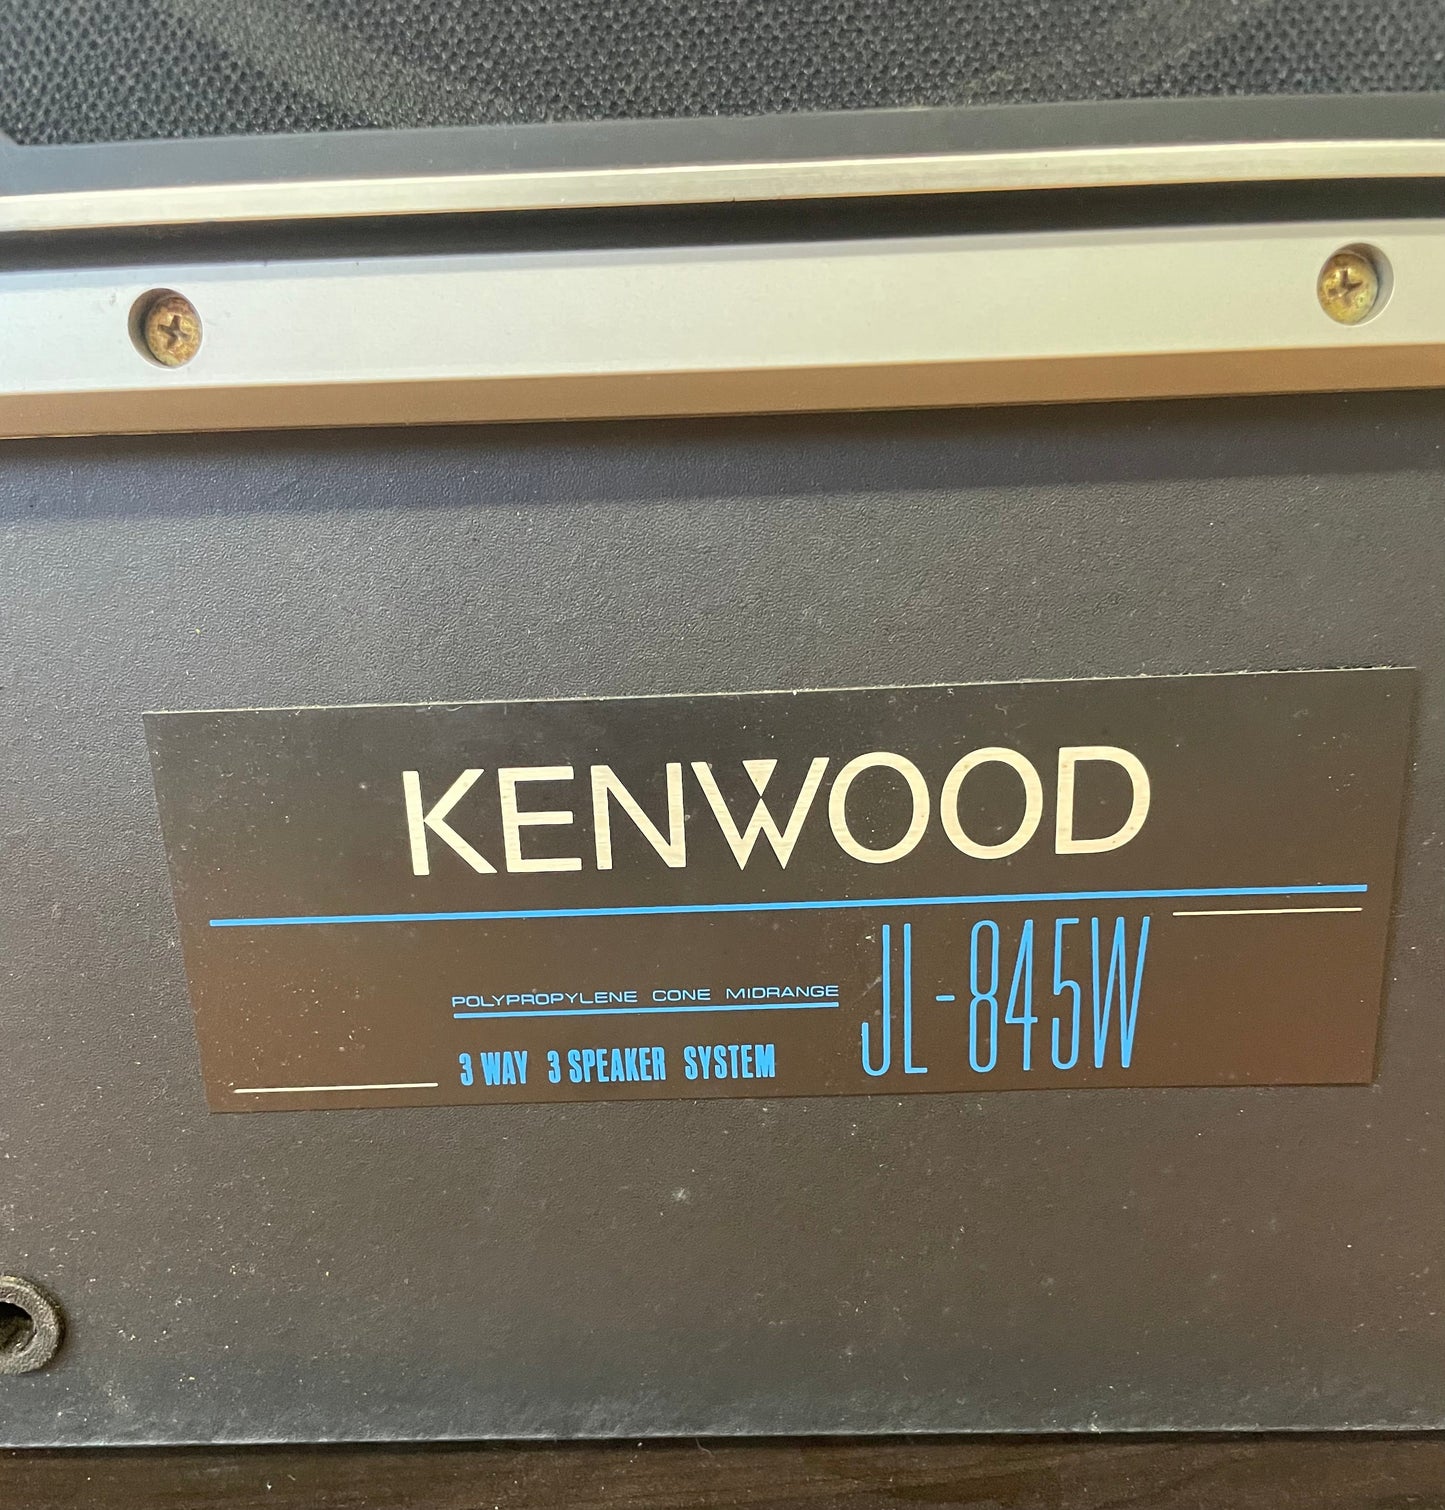 KENWOOD
POLYPROPYLENE CONE MIDRANGE
3 WAY 3 SPEAKER SYSTEM
JL-845W